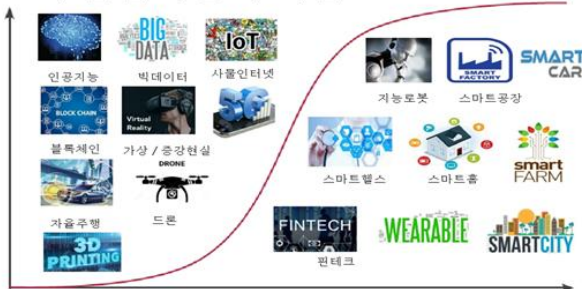 BIG
DATA
IoT
인공지능
빅데이터
사물인터넷
BLOCK CHAIN
Virtual
Reality
5G
블록체인
가상 / 증강현실
DRONE
자율주행
드론
3D
PRINTING
SMART
FACTORY
SMART
CAR
지능로봇
스마트공장
스마트헬스
스마트홈
smart
FARM
FINTECH
핀테크
WEARABLE
SMARTCITY